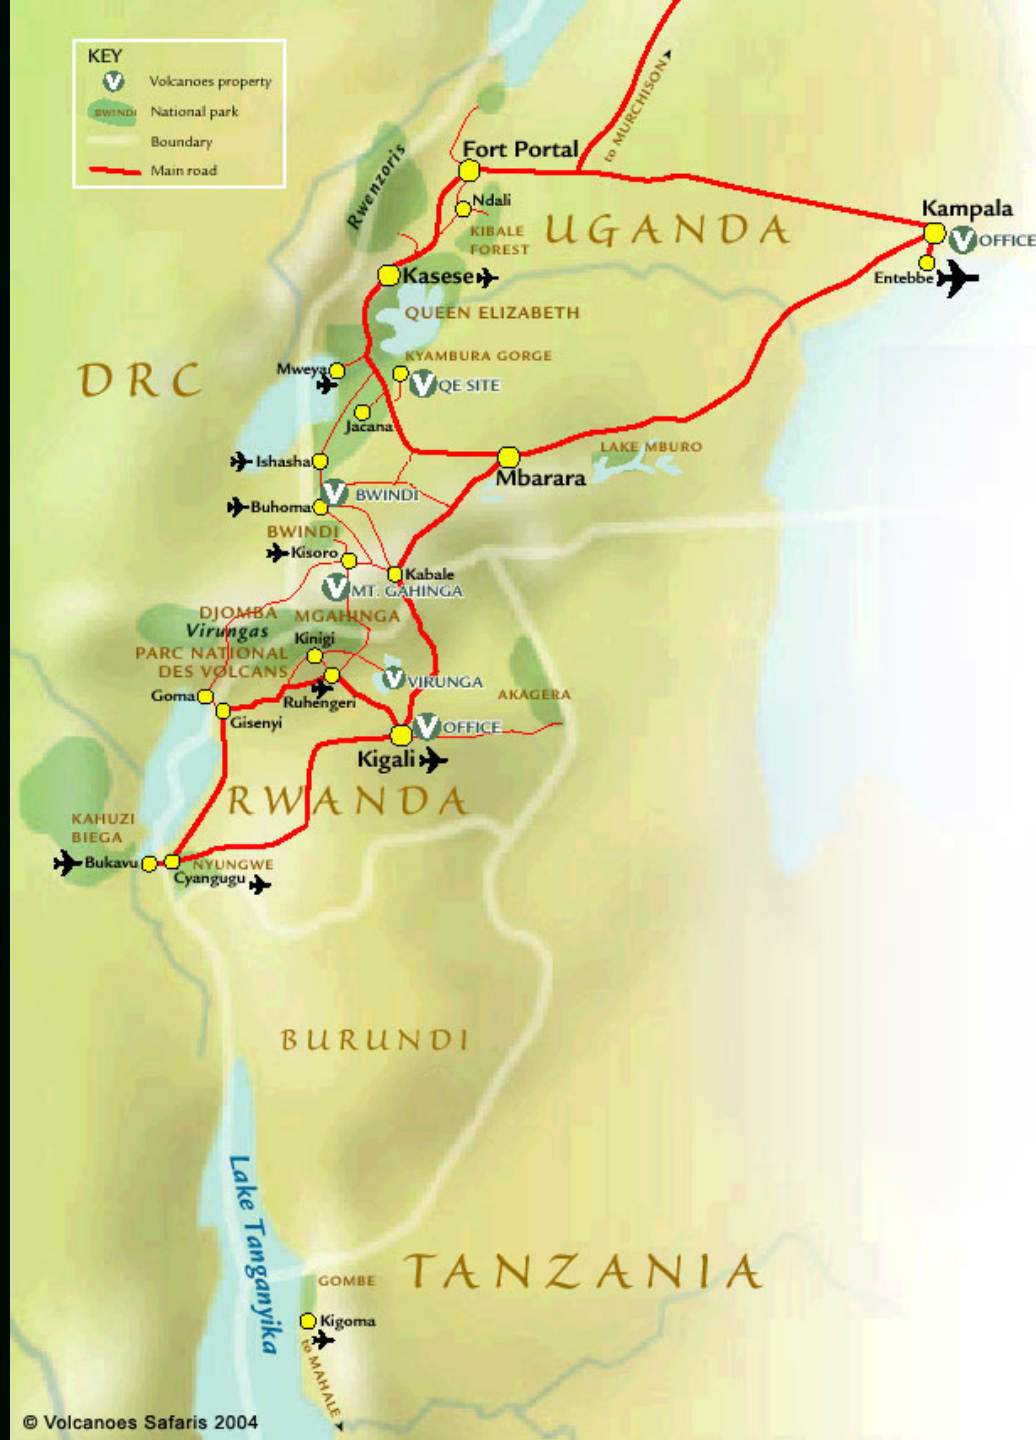 KEY
V Volcanoes property
BWINDI National park
Boundary
Main road
to MURCHISON
Rwenzoris
Fort Portal
Ndali
KIBALE
FOREST
UGANDA
Kampala
V OFFICE
Entebbe
Kasese
QUEEN ELIZABETH
DRC
Mweya
KYAMBURA GORGE
V QE SITE
Jacana
LAKE MBURO
Ishasha
Mbarara
V BWINDI
Buhoma
BWINDI
Kisoro
Kabale
V MT. GAHINGA
DJOMBA
MGAHINGA
Virungas
Kinigi
PARC NATIONAL
DES VOLCANS
V VIRUNGA
Goma
Ruhengeri
AKAGERA
Gisenyi
V OFFICE
Kigali
RWANDA
KAHUZI
BIEGA
Bukavu
NYUNGWE
Cyangugu
BURUNDI
Lake Tanganyika
TANZANIA
GOMBE
Kigoma
to MAHALE
© Volcanoes Safaris 2004